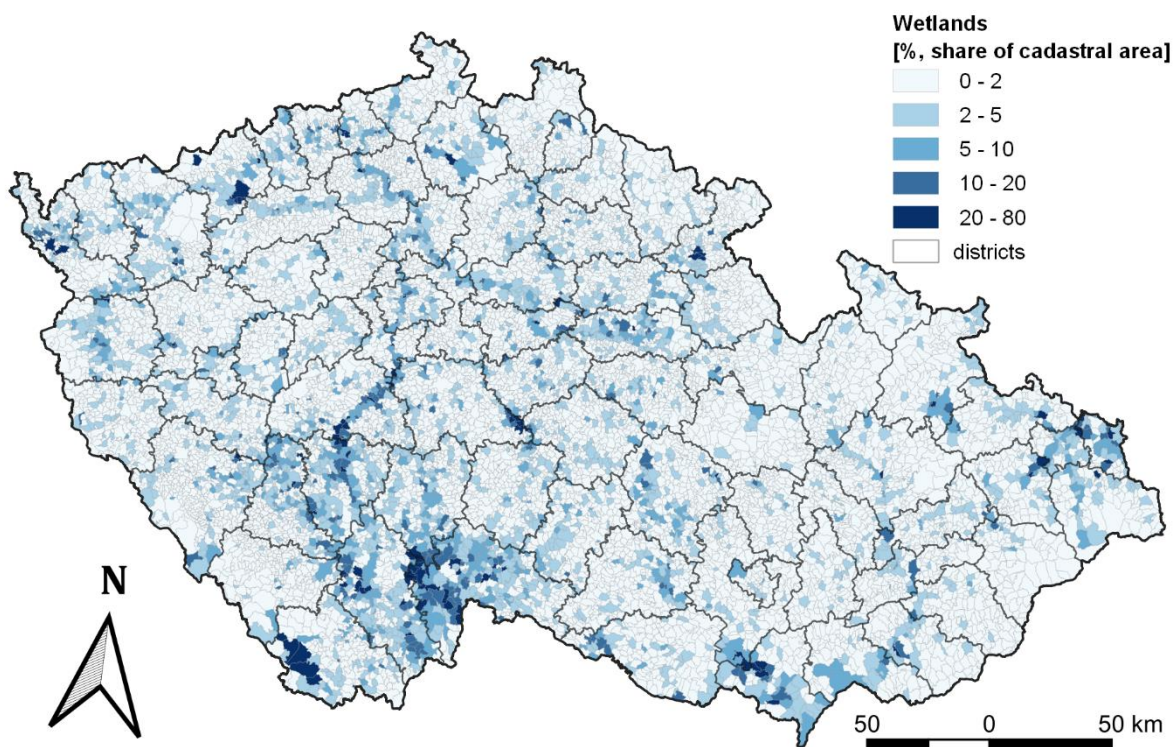 Wetlands
[%, share of cadastral area]
0 - 2
2 - 5
5 - 10
10 - 20
20 - 80
districts
N
50 0 50 km